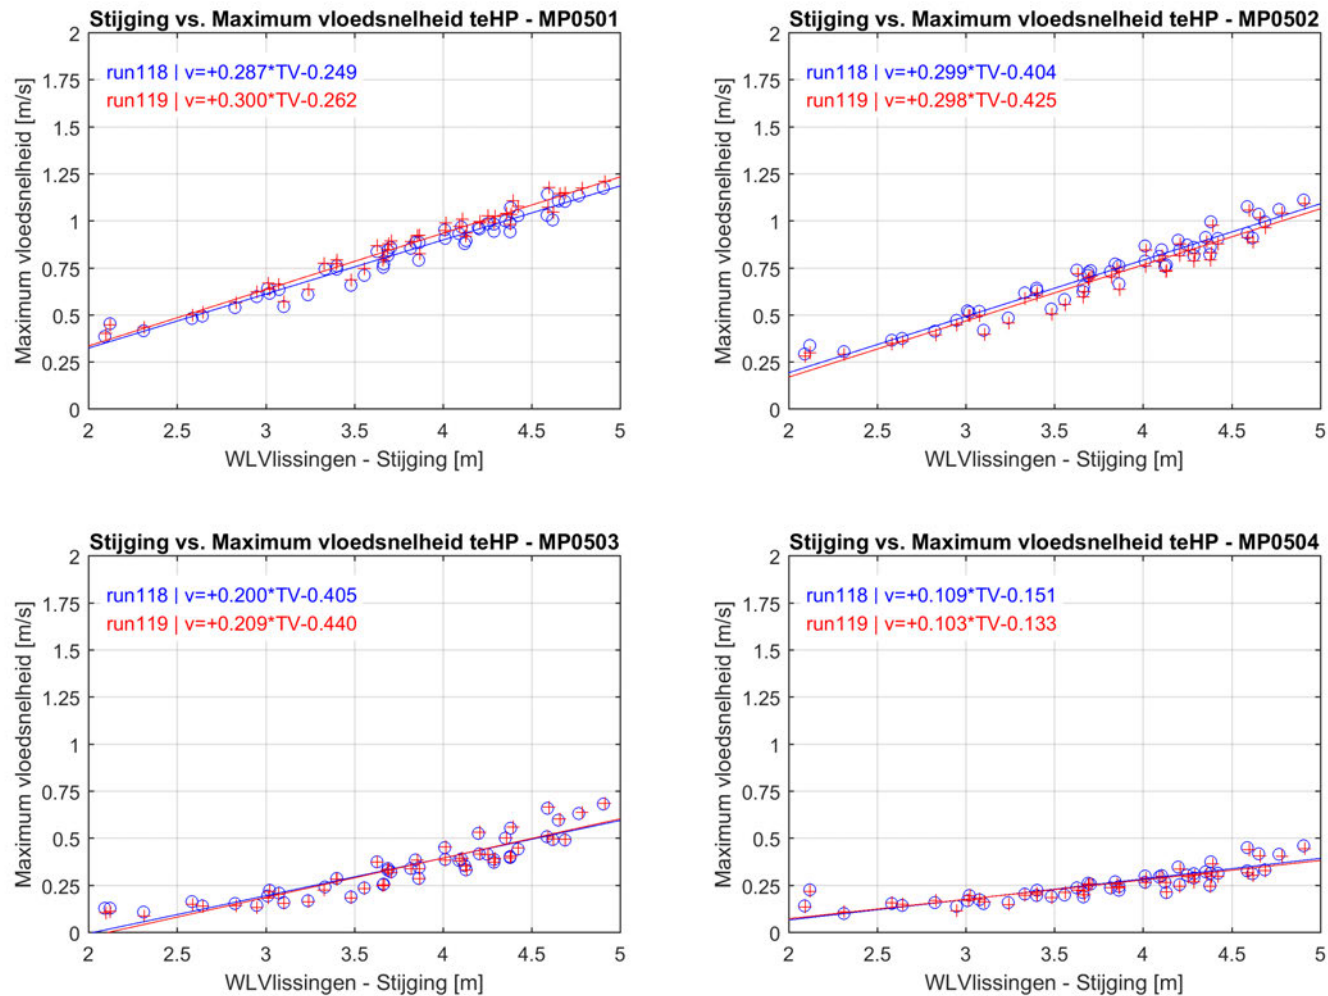 Stijging vs. Maximum vloedsnelheid teHP - MP0501
run118 | v=+0.287*TV-0.249
run119 | v=+0.300*TV-0.262
Maximum vloedsnelheid [m/s]
2
1.75
1.5
1.25
1
0.75
0.5
0.25
0
2 2.5 3 3.5 4 4.5 5
WLVlissingen - Stijging [m]
Stijging vs. Maximum vloedsnelheid teHP - MP0502
run118 | v=+0.299*TV-0.404
run119 | v=+0.298*TV-0.425
Maximum vloedsnelheid [m/s]
2
1.75
1.5
1.25
1
0.75
0.5
0.25
0
2 2.5 3 3.5 4 4.5 5
WLVlissingen - Stijging [m]
Stijging vs. Maximum vloedsnelheid teHP - MP0503
run118 | v=+0.200*TV-0.405
run119 | v=+0.209*TV-0.440
Maximum vloedsnelheid [m/s]
2
1.75
1.5
1.25
1
0.75
0.5
0.25
0
2 2.5 3 3.5 4 4.5 5
WLVlissingen - Stijging [m]
Stijging vs. Maximum vloedsnelheid teHP - MP0504
run118 | v=+0.109*TV-0.151
run119 | v=+0.103*TV-0.133
Maximum vloedsnelheid [m/s]
2
1.75
1.5
1.25
1
0.75
0.5
0.25
0
2 2.5 3 3.5 4 4.5 5
WLVlissingen - Stijging [m]